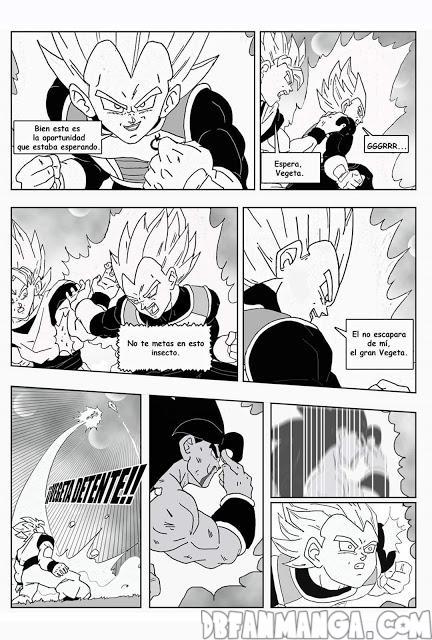 Bien esta es
la oportunidad
que estaba esperando.
GGGRRR...
Espera,
Vegeta.
No te metas en esto
insecto.
El no escapara
de mí,
el gran Vegeta.
¡¡VEGETA DETENTE!!
DBFANMANGA.COM